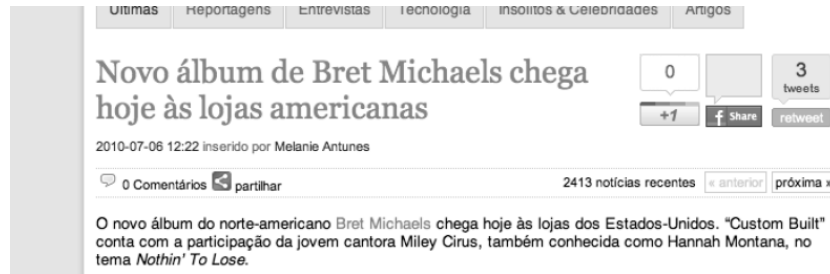 Últimas Reportagens Entrevistas Tecnologia Insólitos & Celebridades Artigos
Novo álbum de Bret Michaels chega
hoje às lojas americanas
0
+1
f Share
3
tweets
retweet
2010-07-06 12:22 inserido por Melanie Antunes
0 Comentários partilhar 2413 notícias recentes « anterior próxima »
O novo álbum do norte-americano Bret Michaels chega hoje às lojas dos Estados-Unidos. “Custom Built”
conta com a participação da jovem cantora Miley Cirus, também conhecida como Hannah Montana, no
tema Nothin' To Lose.